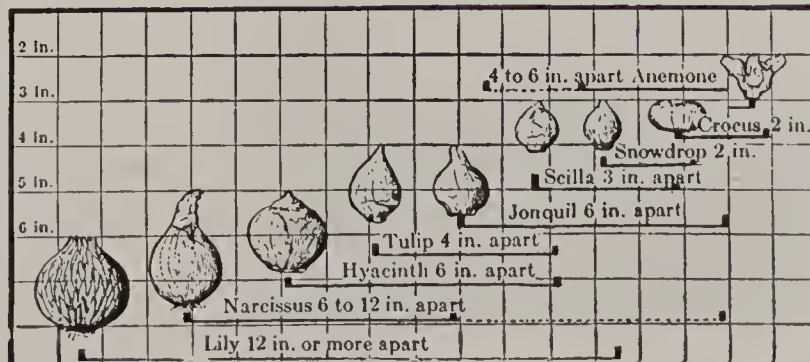 2 In.
4 to 6 in. apart Anemone
3 In.
Crocus 2 in.
4 In.
Snowdrop 2 in.
5 In.
Scilla 3 in. apart
Jonquil 6 in. apart
6 In.
Tulip 4 in. apart
Hyacinth 6 in. apart
Narcissus 6 to 12 in. apart
Lily 12 in. or more apart